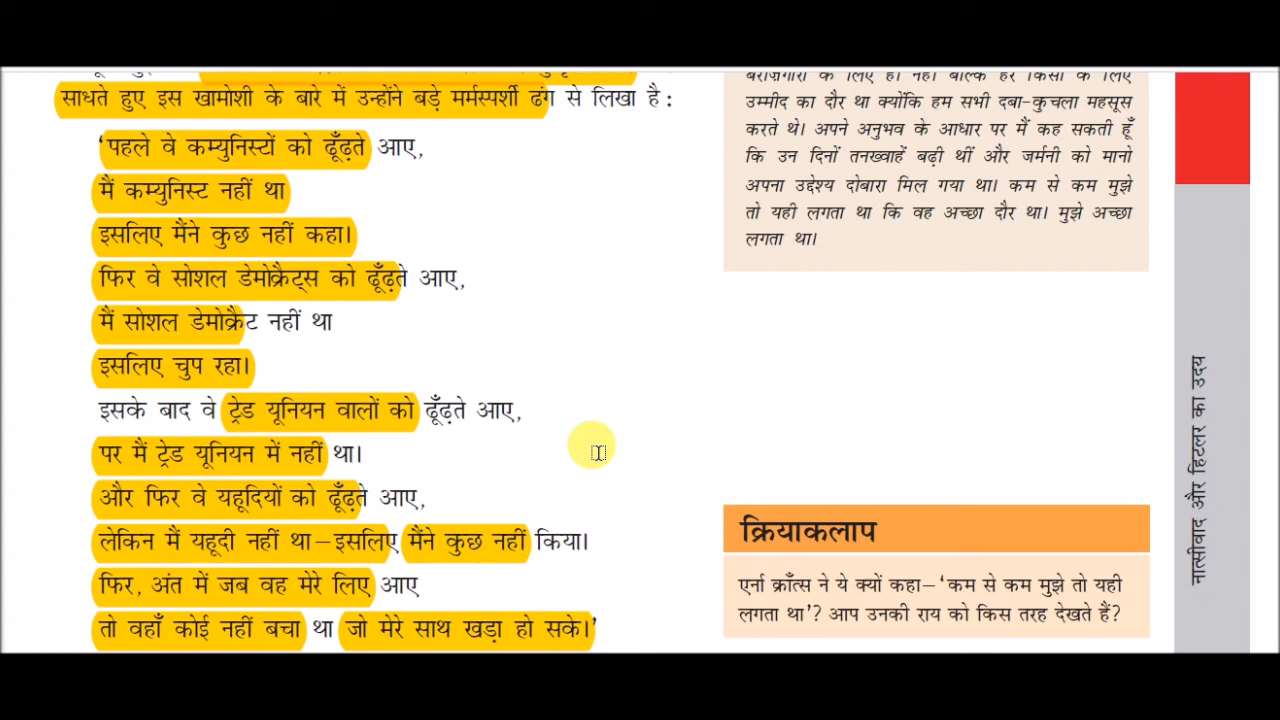 साधते हुए इस खामोशी के बारे में उन्होंने बड़े मर्मस्पर्शी ढंग से लिखा है :
‘पहले वे कम्युनिस्टों को ढूँढ़ते आए,
मैं कम्युनिस्ट नहीं था
इसलिए मैंने कुछ नहीं कहा।
फिर वे सोशल डेमोक्रैट्स को ढूँढ़ते आए,
मैं सोशल डेमोक्रैट नहीं था
इसलिए चुप रहा।
इसके बाद वे ट्रेड यूनियन वालों को ढूँढ़ते आए,
पर मैं ट्रेड यूनियन में नहीं था।
और फिर वे यहूदियों को ढूँढ़ते आए,
लेकिन मैं यहूदी नहीं था–इसलिए मैंने कुछ नहीं किया।
फिर, अंत में जब वह मेरे लिए आए
तो वहाँ कोई नहीं बचा था जो मेरे साथ खड़ा हो सके।’
बेरोज़गारों के लिए ही नहीं बल्कि हर किसी के लिए
उम्मीद का दौर था क्योंकि हम सभी दबा-कुचला महसूस
करते थे। अपने अनुभव के आधार पर मैं कह सकती हूँ
कि उन दिनों तनख्वाहें बढ़ी थीं और जर्मनी को मानो
अपना उद्देश्य दोबारा मिल गया था। कम से कम मुझे
तो यही लगता था कि वह अच्छा दौर था। मुझे अच्छा
लगता था।
क्रियाकलाप
एर्ना क्रॉंत्स ने ये क्यों कहा–‘कम से कम मुझे तो यही
लगता था’? आप उनकी राय को किस तरह देखते हैं?
नात्सीवाद और हिटलर का उदय